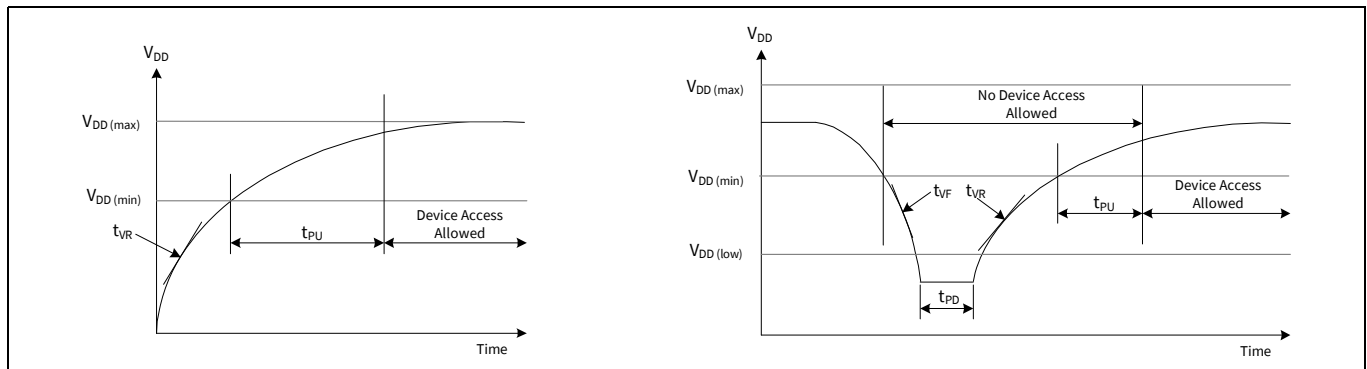 VDD
VDD (max)
VDD (min)
tVR
tPU
Device Access
Allowed
Time
VDD
VDD (max)
No Device Access
Allowed
VDD (min)
tVF
tVR
tPU
Device Access
Allowed
VDD (low)
tPD
Time